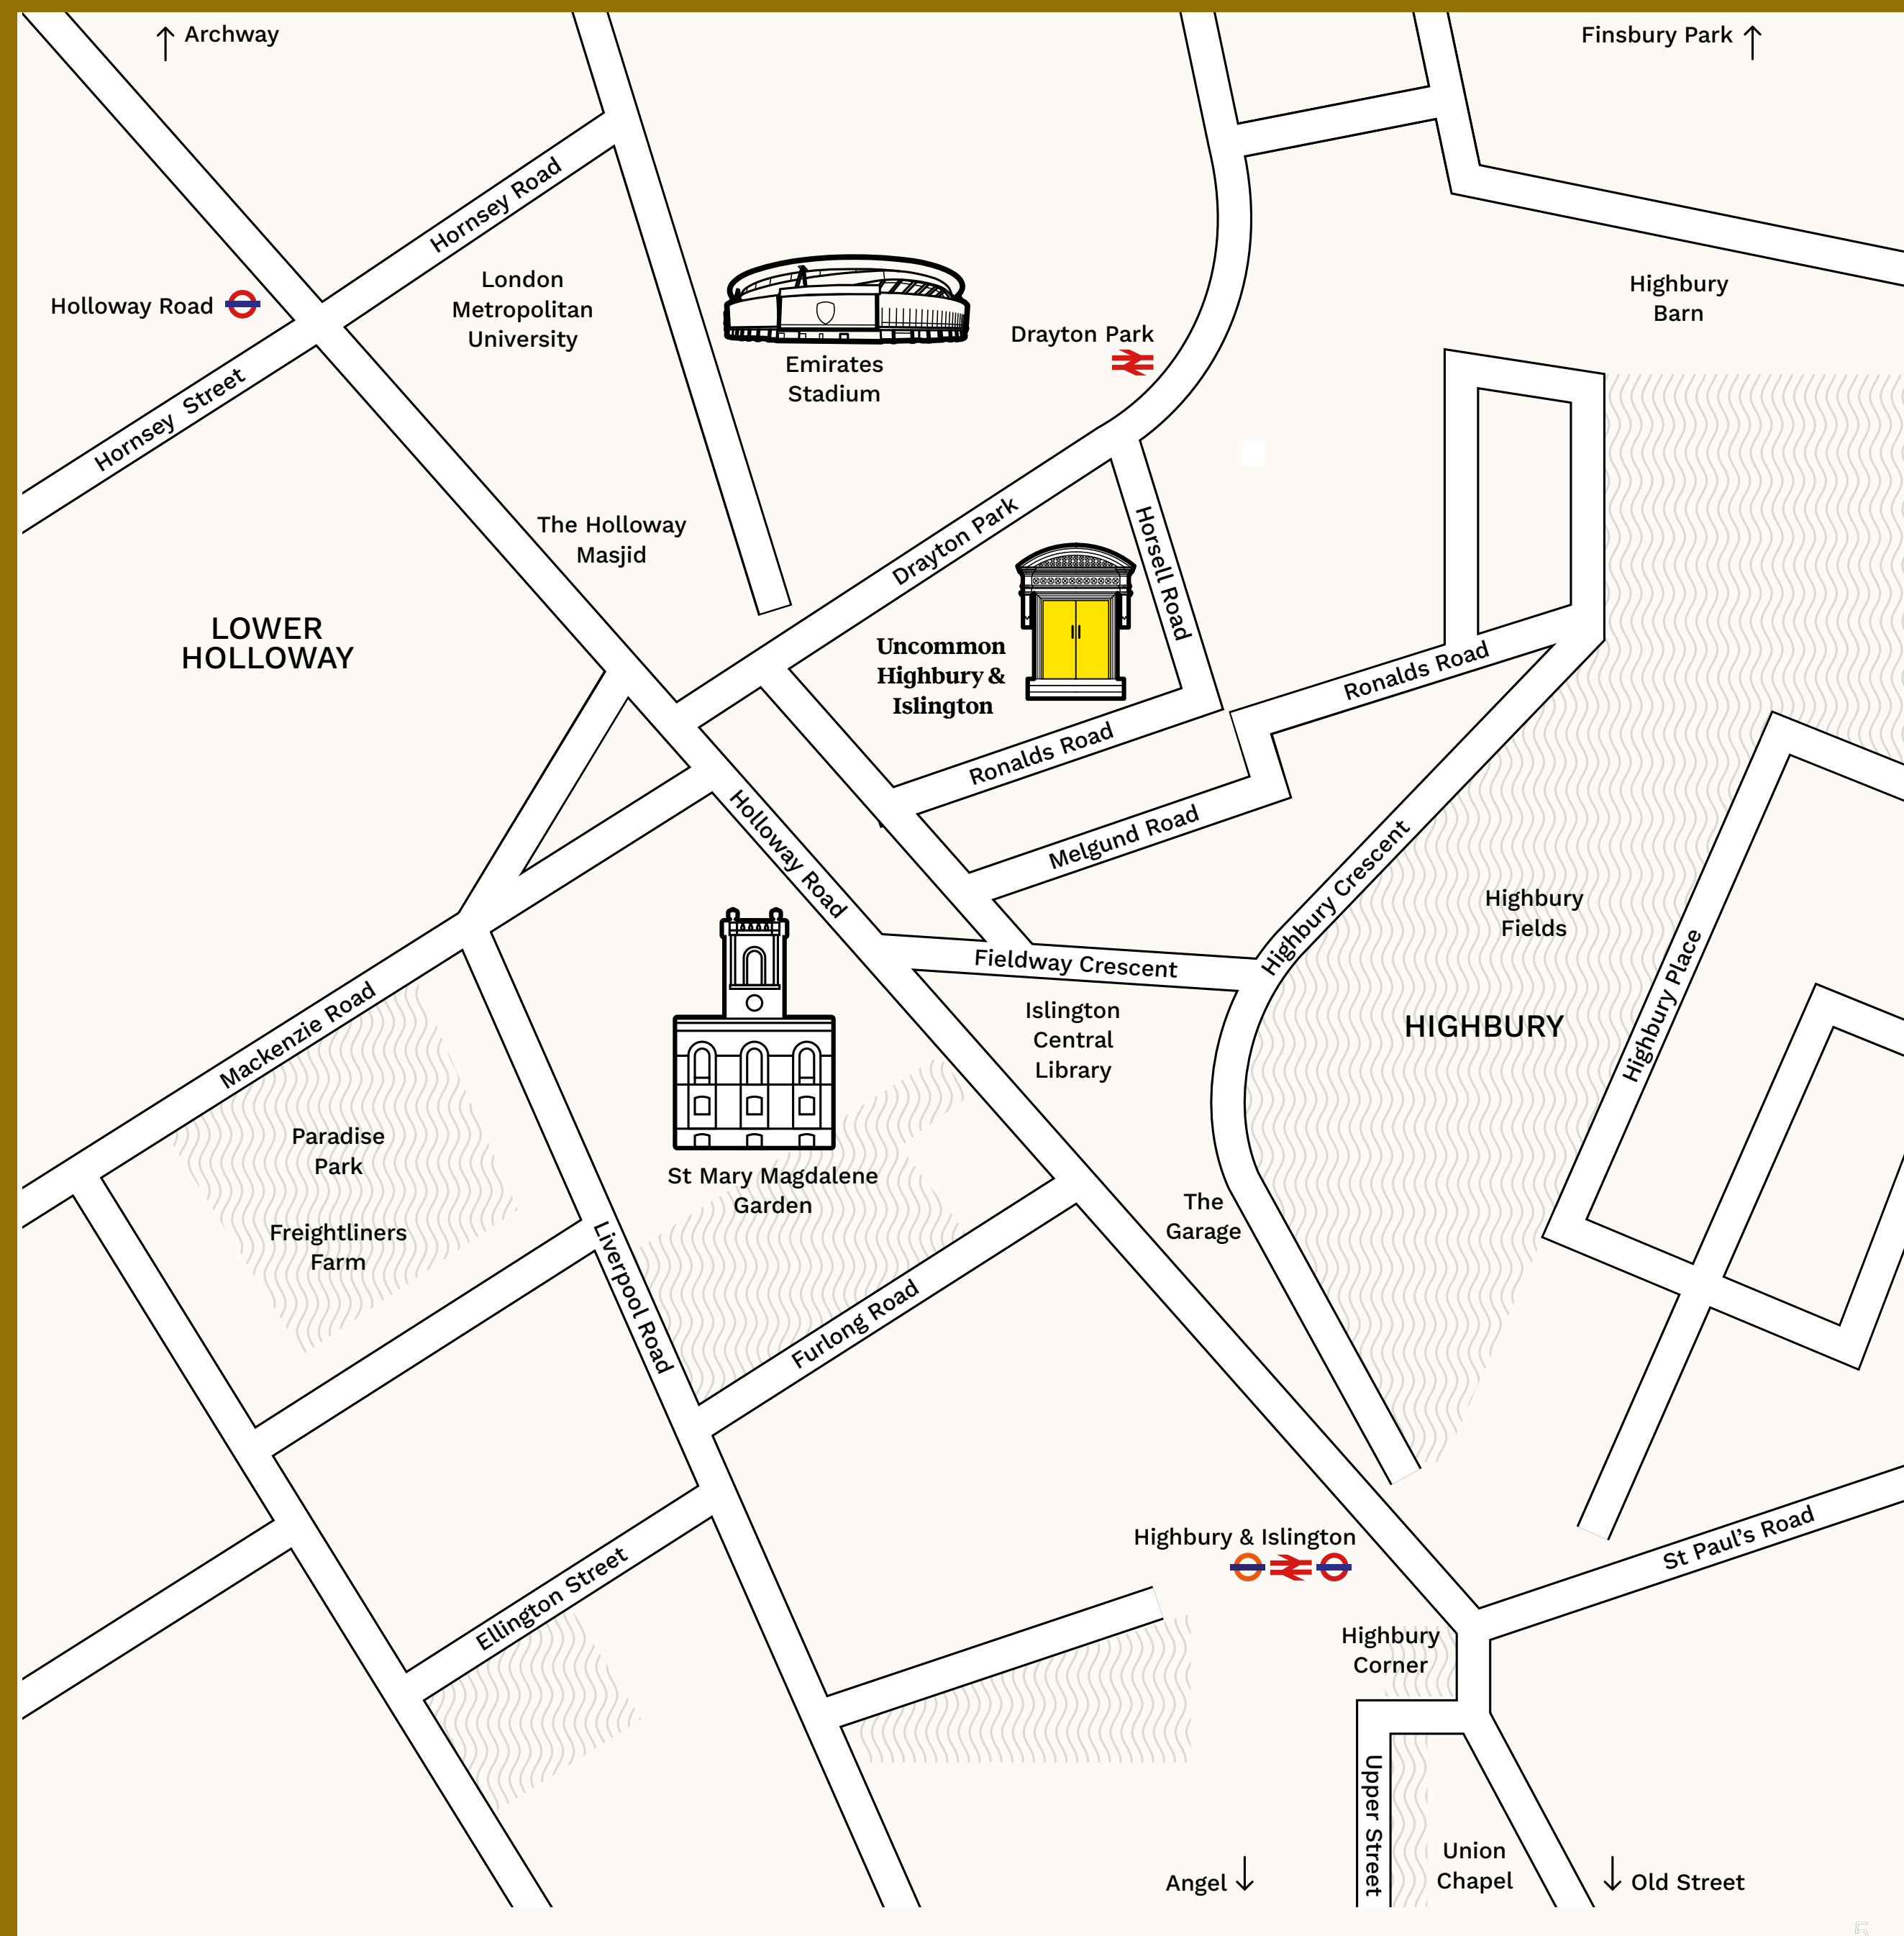 Archway
Finsbury Park
Hornsey Road
Holloway Road
London
Metropolitan
University
Highbury
Barn
Drayton Park
Emirates
Stadium
Hornsey Street
The Holloway
Masjid
Drayton Park
Horsell Road
LOWER
HOLLOWAY
Uncommon
Highbury &
Islington
Ronalds Road
Ronalds Road
Holloway Road
Melgund Road
Highbury Crescent
Highbury
Fields
Fieldway Crescent
Highbury Place
Mackenzie Road
Islington
Central
Library
HIGHBURY
Paradise
Park
St Mary Magdalene
Garden
The
Garage
Freightliners
Farm
Liverpool Road
Furlong Road
Highbury & Islington
St Paul's Road
Ellington Street
Highbury
Corner
Upper Street
Union
Chapel
Angel
Old Street
5